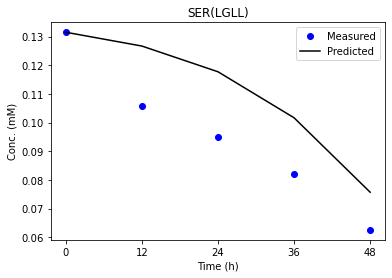 SER(LGLL)
0.13
0.12
0.11
0.10
0.09
0.08
0.07
0.06
Conc. (mM)
Measured
Predicted
0 12 24 36 48
Time (h)